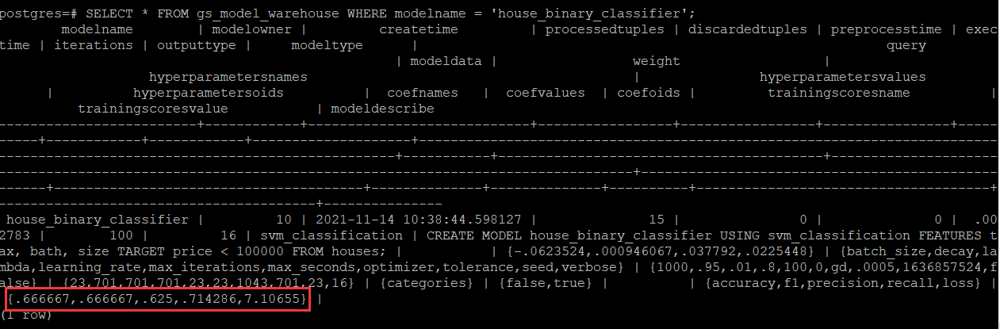 postgres=# SELECT * FROM gs_model_warehouse WHERE modelname = 'house_binary_classifier';
modelname | modelowner | createtime | processedtuples | discardedtuples | preprocesstime | exec
time | iterations | outputtype | modeltype | query
| modeldata | weight |
hyperparametersnames | hyperparametersvalues
| hyperparametersoids | coefnames | coefvalues | coefoids | trainingscoresname |
trainingscoresvalue | modeldescribe
--------------------------+------------+-------------------------------+-----------------+-----------------+----------------+-----
-----+------------+------------+---------------------+-----------------------------------------------------------------------------
--------------------------------------------------+-----------+------------------------------------------+----------------------
--------------------------------------------------------------------------------+-----------------------------------------------
------+---------------------------------------+--------------+--------------+----------+-------------------------------------+
----------------------------------------+---------------
house_binary_classifier | 10 | 2021-11-14 10:38:44.598127 | 15 | 0 | 0 | .00
2783 | 100 | 16 | svm_classification | CREATE MODEL house_binary_classifier USING svm_classification FEATURES t
ax, bath, size TARGET price < 100000 FROM houses; | | {-.0623524,.000946067,.037792,.0225448} | {batch_size,decay,la
mbda,learning_rate,max_iterations,max_seconds,optimizer,tolerance,seed,verbose} | {1000,.95,.01,.8,100,0,gd,.0005,1636857524,f
alse} | {23,701,701,701,23,23,1043,701,23,16} | {categories} | {false,true} | | {accuracy,f1,precision,recall,loss} |
{.666667,.666667,.625,.714286,7.10655} |
(1 row)